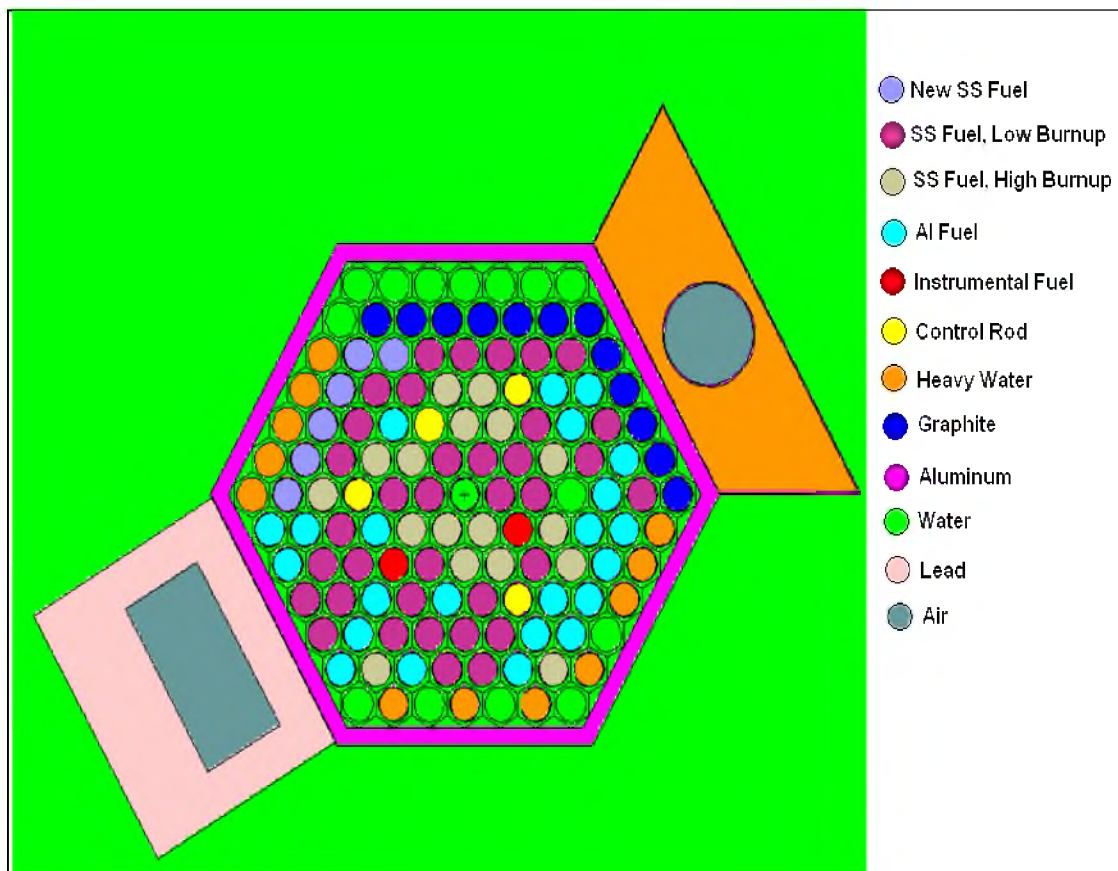 New SS Fuel
SS Fuel, Low Burnup
SS Fuel, High Burnup
Al Fuel
Instrumental Fuel
Control Rod
Heavy Water
Graphite
Aluminum
Water
Lead
Air